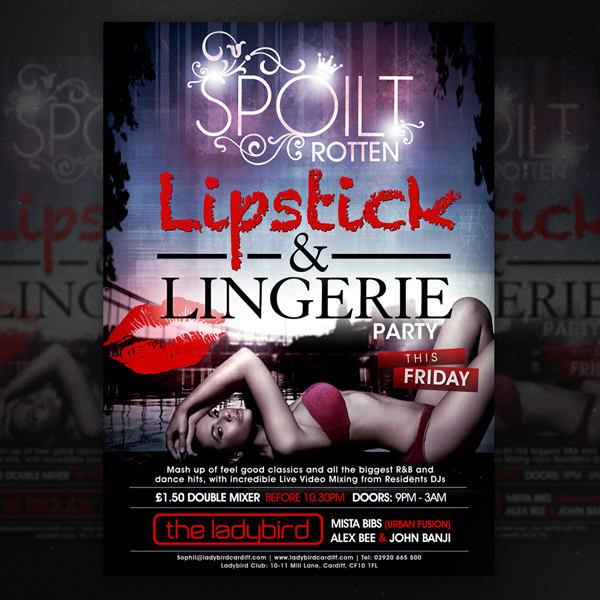 SPOILT
ROTTEN
Lipstick
&
LINGERIE
PARTY
THIS
FRIDAY
Mash up of feel good classics and all the biggest R&B and
dance hits, with incredible Live Video Mixing from Residents DJs
£1.50 DOUBLE MIXER BEFORE 10.30PM DOORS: 9PM - 3AM
the ladybird
MISTA BIBS (URBAN FUSION)
ALEX BEE & JOHN BANJI
Sophii@ladybirdcardiff.com | www.ladybirdcardiff.com | Tel: 02920 665 500
Ladybird Club: 10-11 Mill Lane, Cardiff, CF10 1FL